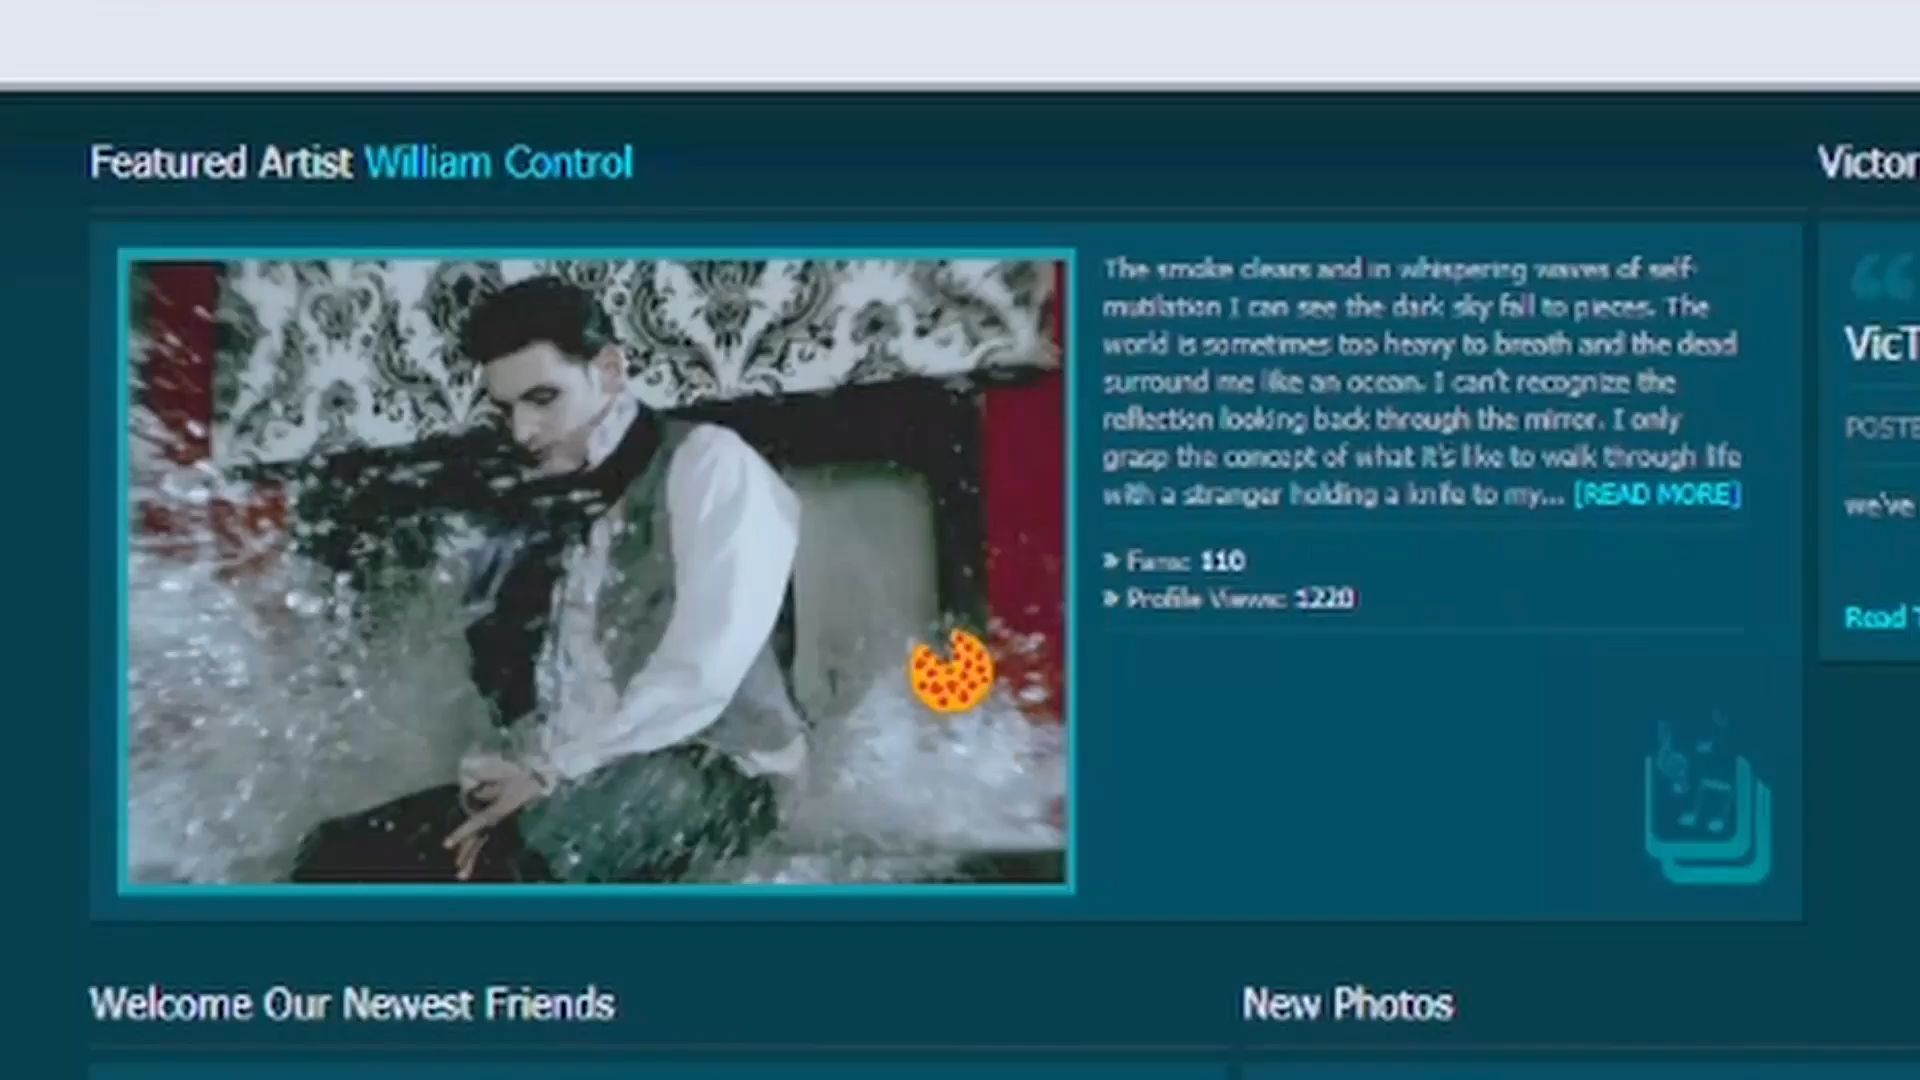 Featured Artist William Control
The smoke clears and in whispering waves of self-
mutilation I can see the dark sky fall to pieces. The
world is sometimes too heavy to breath and the dead
surround me like an ocean. I can't recognize the
reflection looking back through the mirror. I only
grasp the concept of what it's like to walk through life
with a stranger holding a knife to my... [READ MORE]
» Fans: 110
» Profile Views: 1220
Victor
VicT
POSTE
we've
Read T
Welcome Our Newest Friends
New Photos